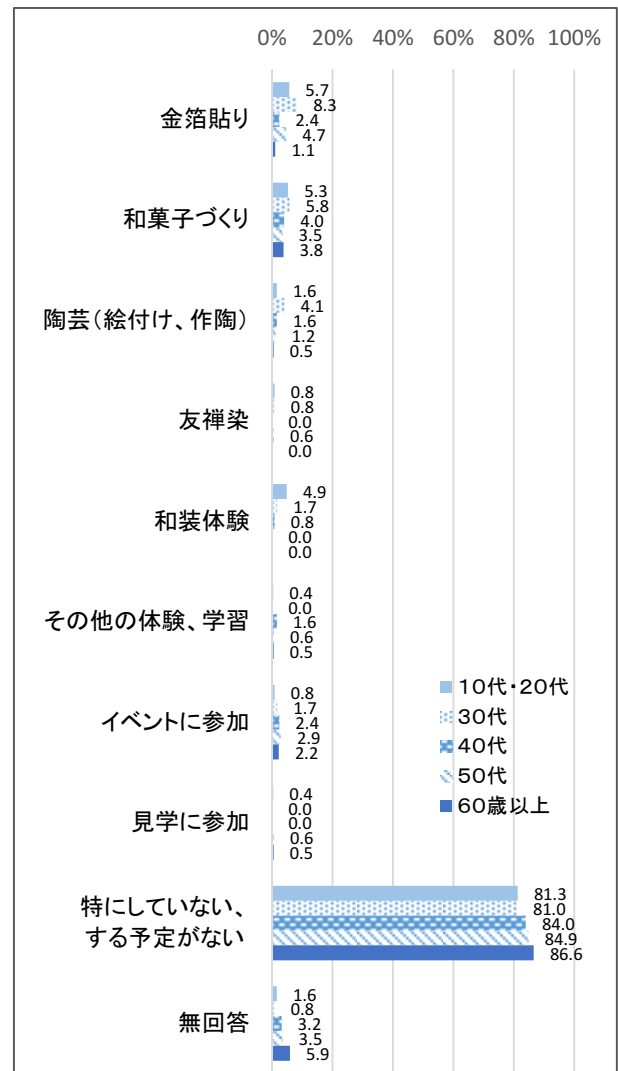 0% 20% 40% 60% 80% 100%
金箔貼り
5.7
8.3
2.4
4.7
1.1
和菓子づくり
5.3
5.8
4.0
3.5
3.8
陶芸（絵付け、作陶）
1.6
4.1
1.6
1.2
0.5
友禅染
0.8
0.8
0.0
0.6
0.0
和装体験
4.9
1.7
0.8
0.0
0.0
その他の体験、学習
0.4
0.0
1.6
0.6
0.5
イベントに参加
0.8
1.7
2.4
2.9
2.2
見学に参加
0.4
0.0
0.0
0.6
0.5
特にしていない、
する予定がない
81.3
81.0
84.0
84.9
86.6
無回答
1.6
0.8
3.2
3.5
5.9
10代・20代
30代
40代
50代
60歳以上